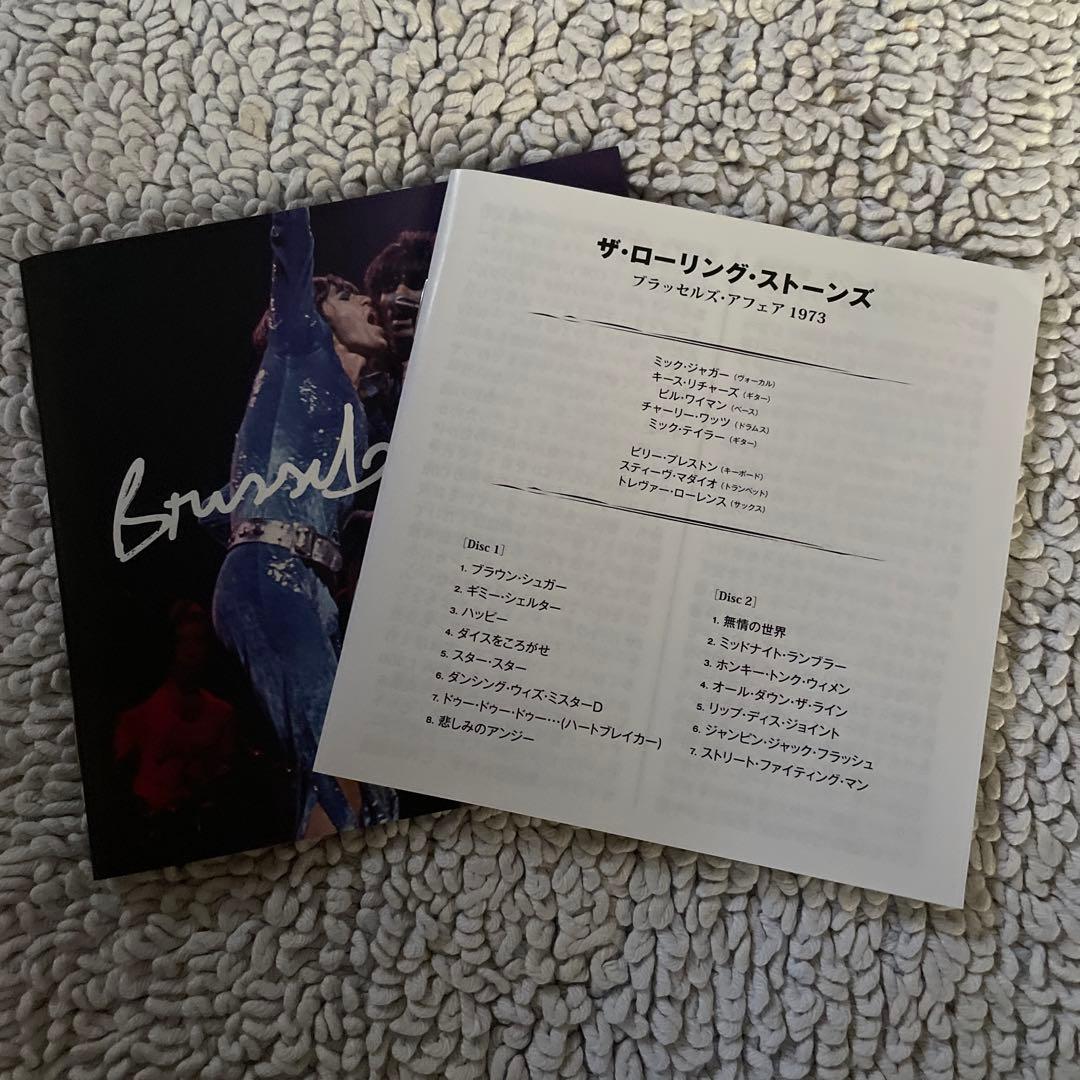 Brussels
ザ・ローリング・ストーンズ
ブラッセルズ・アフェア 1973
ミック・ジャガー (ヴォーカル)
キース・リチャーズ (ギター)
ビル・ワイマン (ベース)
チャーリー・ワッツ (ドラムス)
ミック・テイラー (ギター)
ビリー・プレストン (キーボード)
スティーヴ・マダイオ (トランペット)
トレヴァー・ローレンス (サックス)
[Disc 1]
1. ブラウン・シュガー
2. ギミー・シェルター
3. ハッピー
4. ダイスをころがせ
5. スター・スター
6. ダンシング・ウィズ・ミスターD
7. ドゥー・ドゥー・ドゥー…(ハートブレイカー)
8. 悲しみのアンジー
[Disc 2]
1. 無情の世界
2. ミッドナイト・ランブラー
3. ホンキー・トンク・ウィメン
4. オール・ダウン・ザ・ライン
5. リップ・ディス・ジョイント
6. ジャンピン・ジャック・フラッシュ
7. ストリート・ファイティング・マン